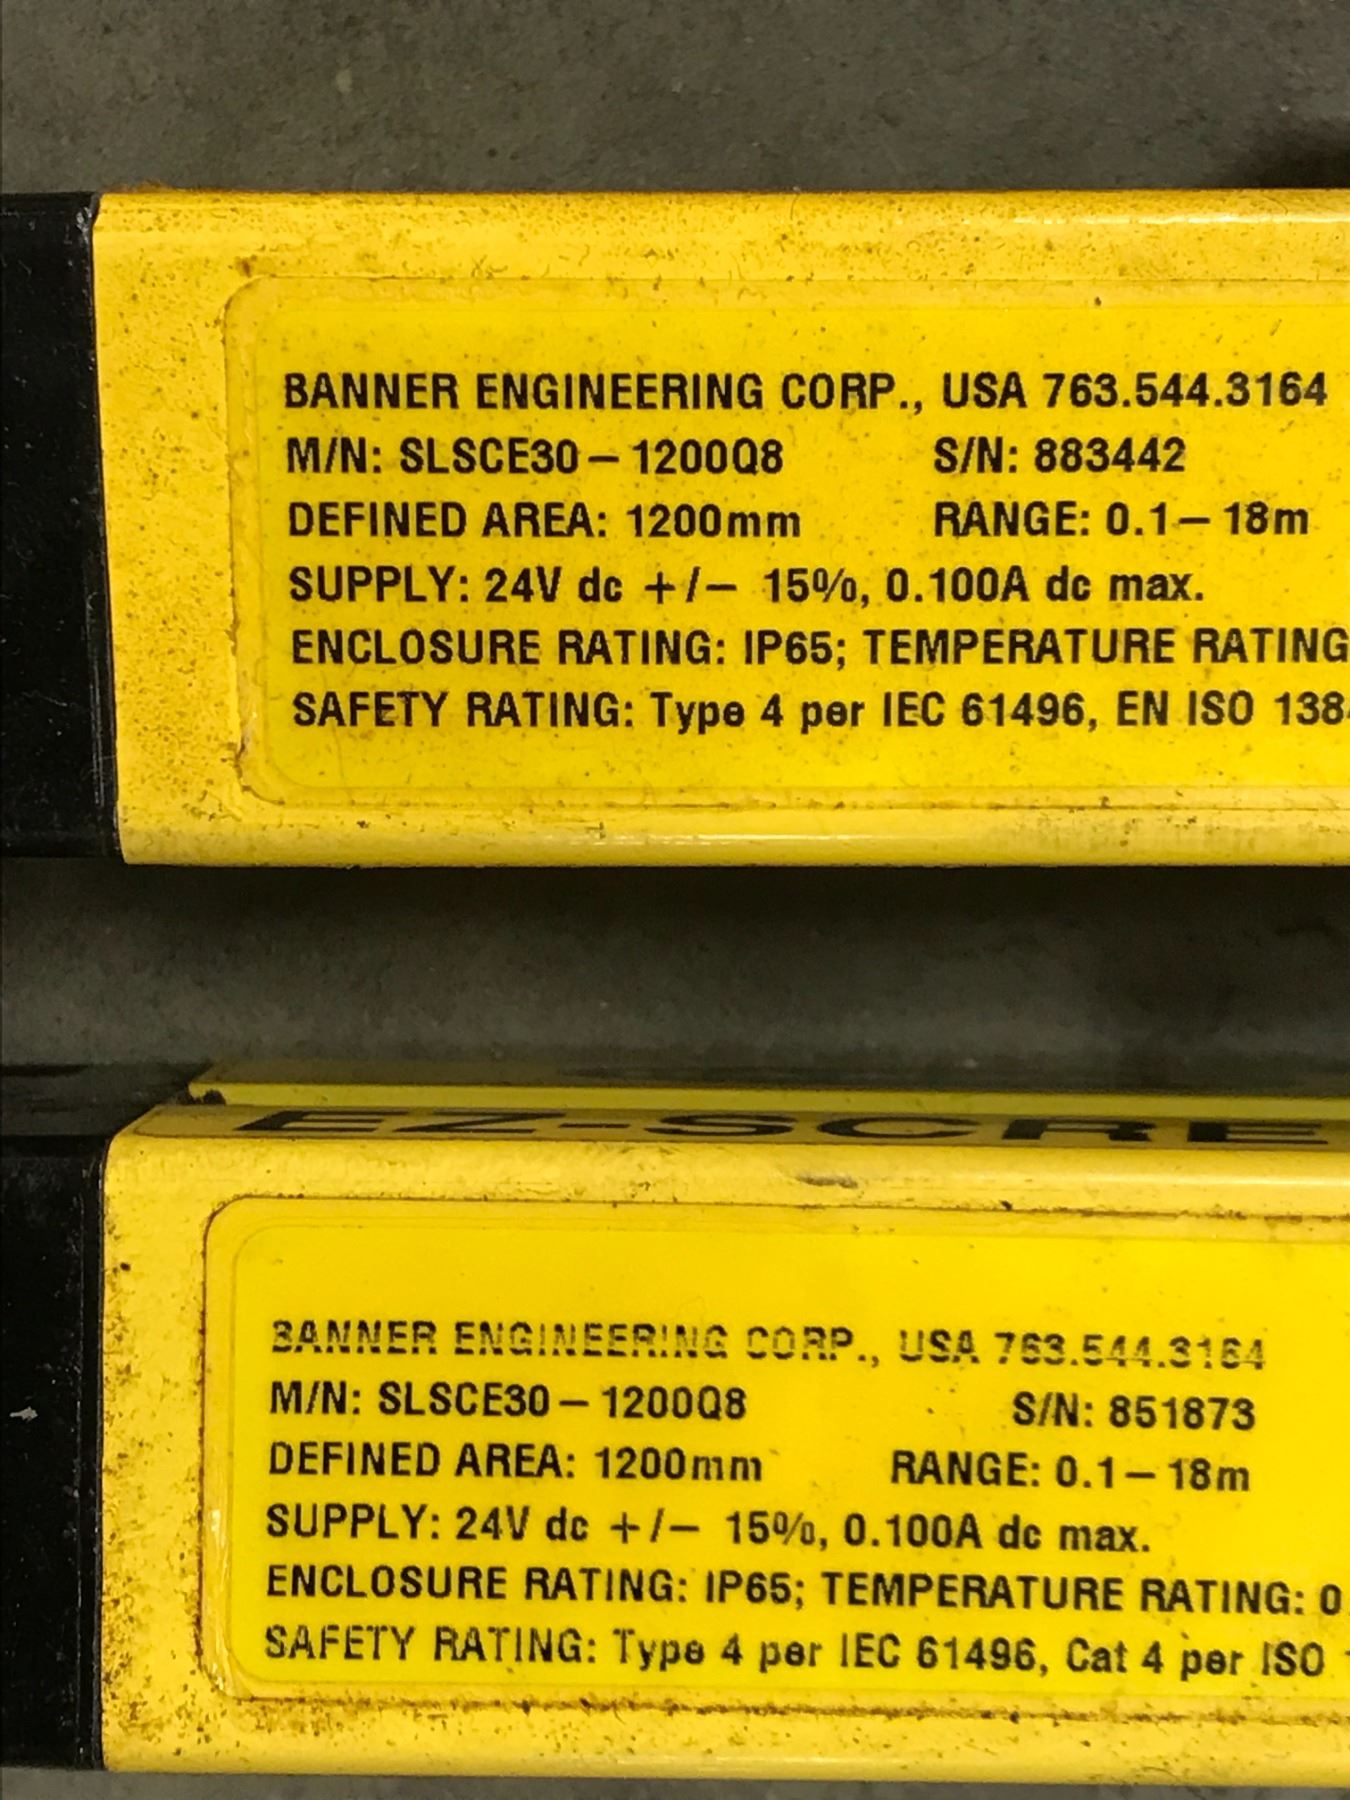 BANNER ENGINEERING CORP., USA 763.544.3164
M/N: SLSCE30 – 1200Q8 S/N: 883442
DEFINED AREA: 1200mm RANGE: 0.1 – 18m
SUPPLY: 24V dc +/– 15%, 0.100A dc max.
ENCLOSURE RATING: IP65; TEMPERATURE RATING
SAFETY RATING: Type 4 per IEC 61496, EN ISO 138
EZ-SCRE
BANNER ENGINEERING CORP., USA 763.544.3164
M/N: SLSCE30 – 1200Q8 S/N: 851873
DEFINED AREA: 1200mm RANGE: 0.1 – 18m
SUPPLY: 24V dc +/– 15%, 0.100A dc max.
ENCLOSURE RATING: IP65; TEMPERATURE RATING: 0
SAFETY RATING: Type 4 per IEC 61496, Cat 4 per ISO